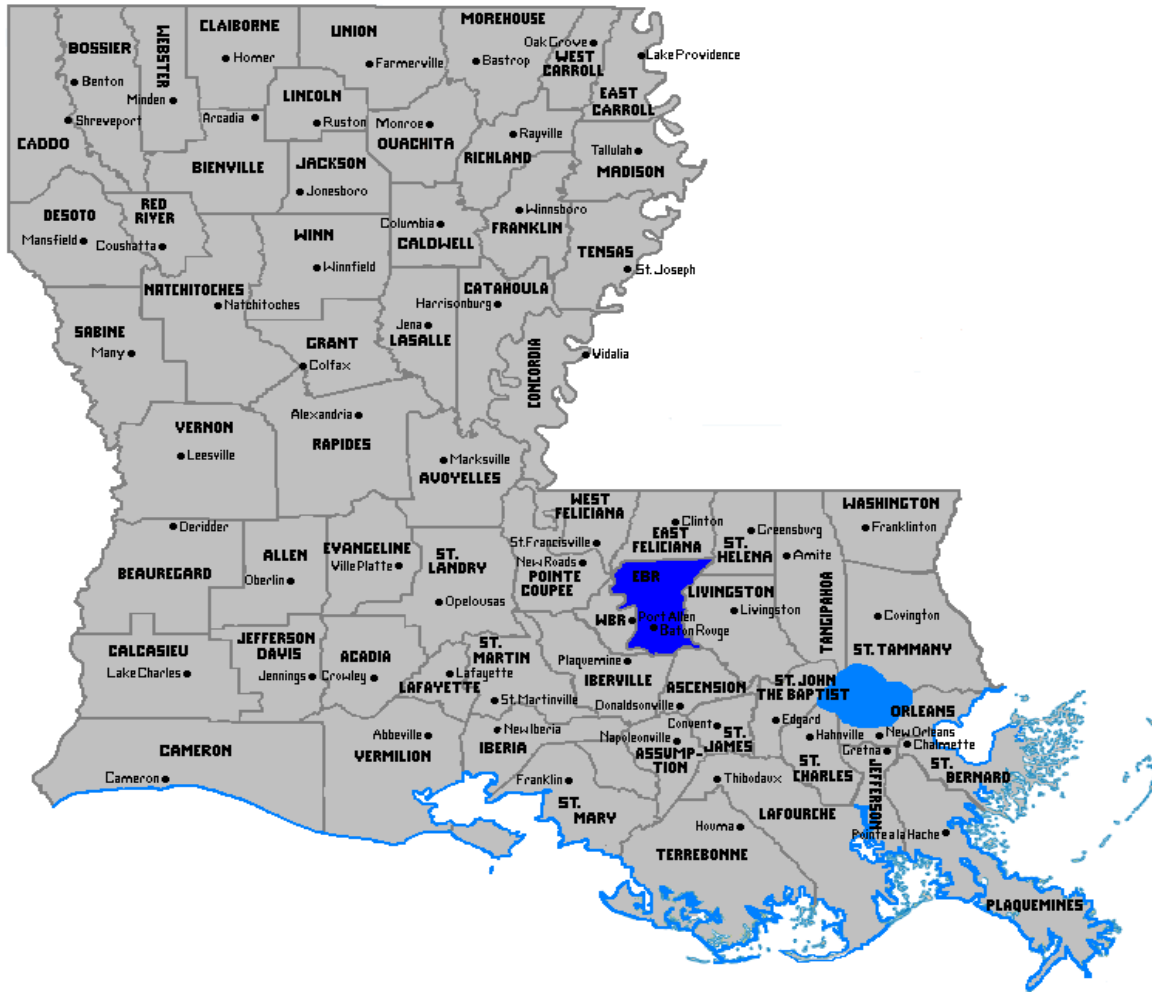 CLAIBORNE
UNION
MOREHOUSE
BOSSIER
WEBSTER
Oak Grove
WEST
CARROLL
Lake Providence
Homer
Farmerville
Bastrop
Benton
Minden
LINCOLN
EAST
CARROLL
Shreveport
Arcadia
Ruston
Monroe
OUACHITA
Rayville
CADDO
BIENVILLE
JACKSON
RICHLAND
Tallulah
MADISON
Jonesboro
DESOTO
RED
RIVER
Columbia
Winnsboro
FRANKLIN
Mansfield
Coushatta
WINN
CALDWELL
TENSAS
Winnfield
St. Joseph
NATCHITOCHES
Natchitoches
CATAHOULA
Harrisonburg
SABINE
Many
GRANT
Colfax
Jena
LASALLE
CONCORDIA
Vidalia
VERNON
Leesville
Alexandria
RAPIDES
Marksville
AVOYELLES
WEST
FELICIANA
WASHINGTON
Deridder
Clinton
EAST
FELICIANA
Greensburg
ST.
HELENA
Franklinton
BEAUREGARD
ALLEN
Oberlin
EVANGELINE
Ville Platte
ST.
LANDRY
St. Francisville
New Roads
POINTE
COUPEE
EBR
Amite
TANGIPAHOA
LIVINGSTON
Livingston
Opelousas
WBR
Port Allen
Baton Rouge
Covington
ST. TAMMANY
CALCASIEU
Lake Charles
JEFFERSON
DAVIS
Jennings
ACADIA
Crowley
ST.
MARTIN
Lafayette
LAFAYETTE
St. Martinville
Plaquemine
IBERVILLE
ASCENSION
Donaldsonville
ST. JOHN
THE BAPTIST
ORLEANS
CAMERON
Cameron
Abbeville
VERMILION
New Iberia
IBERIA
Convent
Napoleonville
ASSUMP-
TION
ST.
JAMES
Edgard
Hahnville
New Orleans
Gretna
Chalmette
ST.
CHARLES
JEFFERSON
ST.
BERNARD
Franklin
ST.
MARY
Thibodaux
LAFOURCHE
Houma
TERREBONNE
Pointe a la Hache
PLAQUEMINES